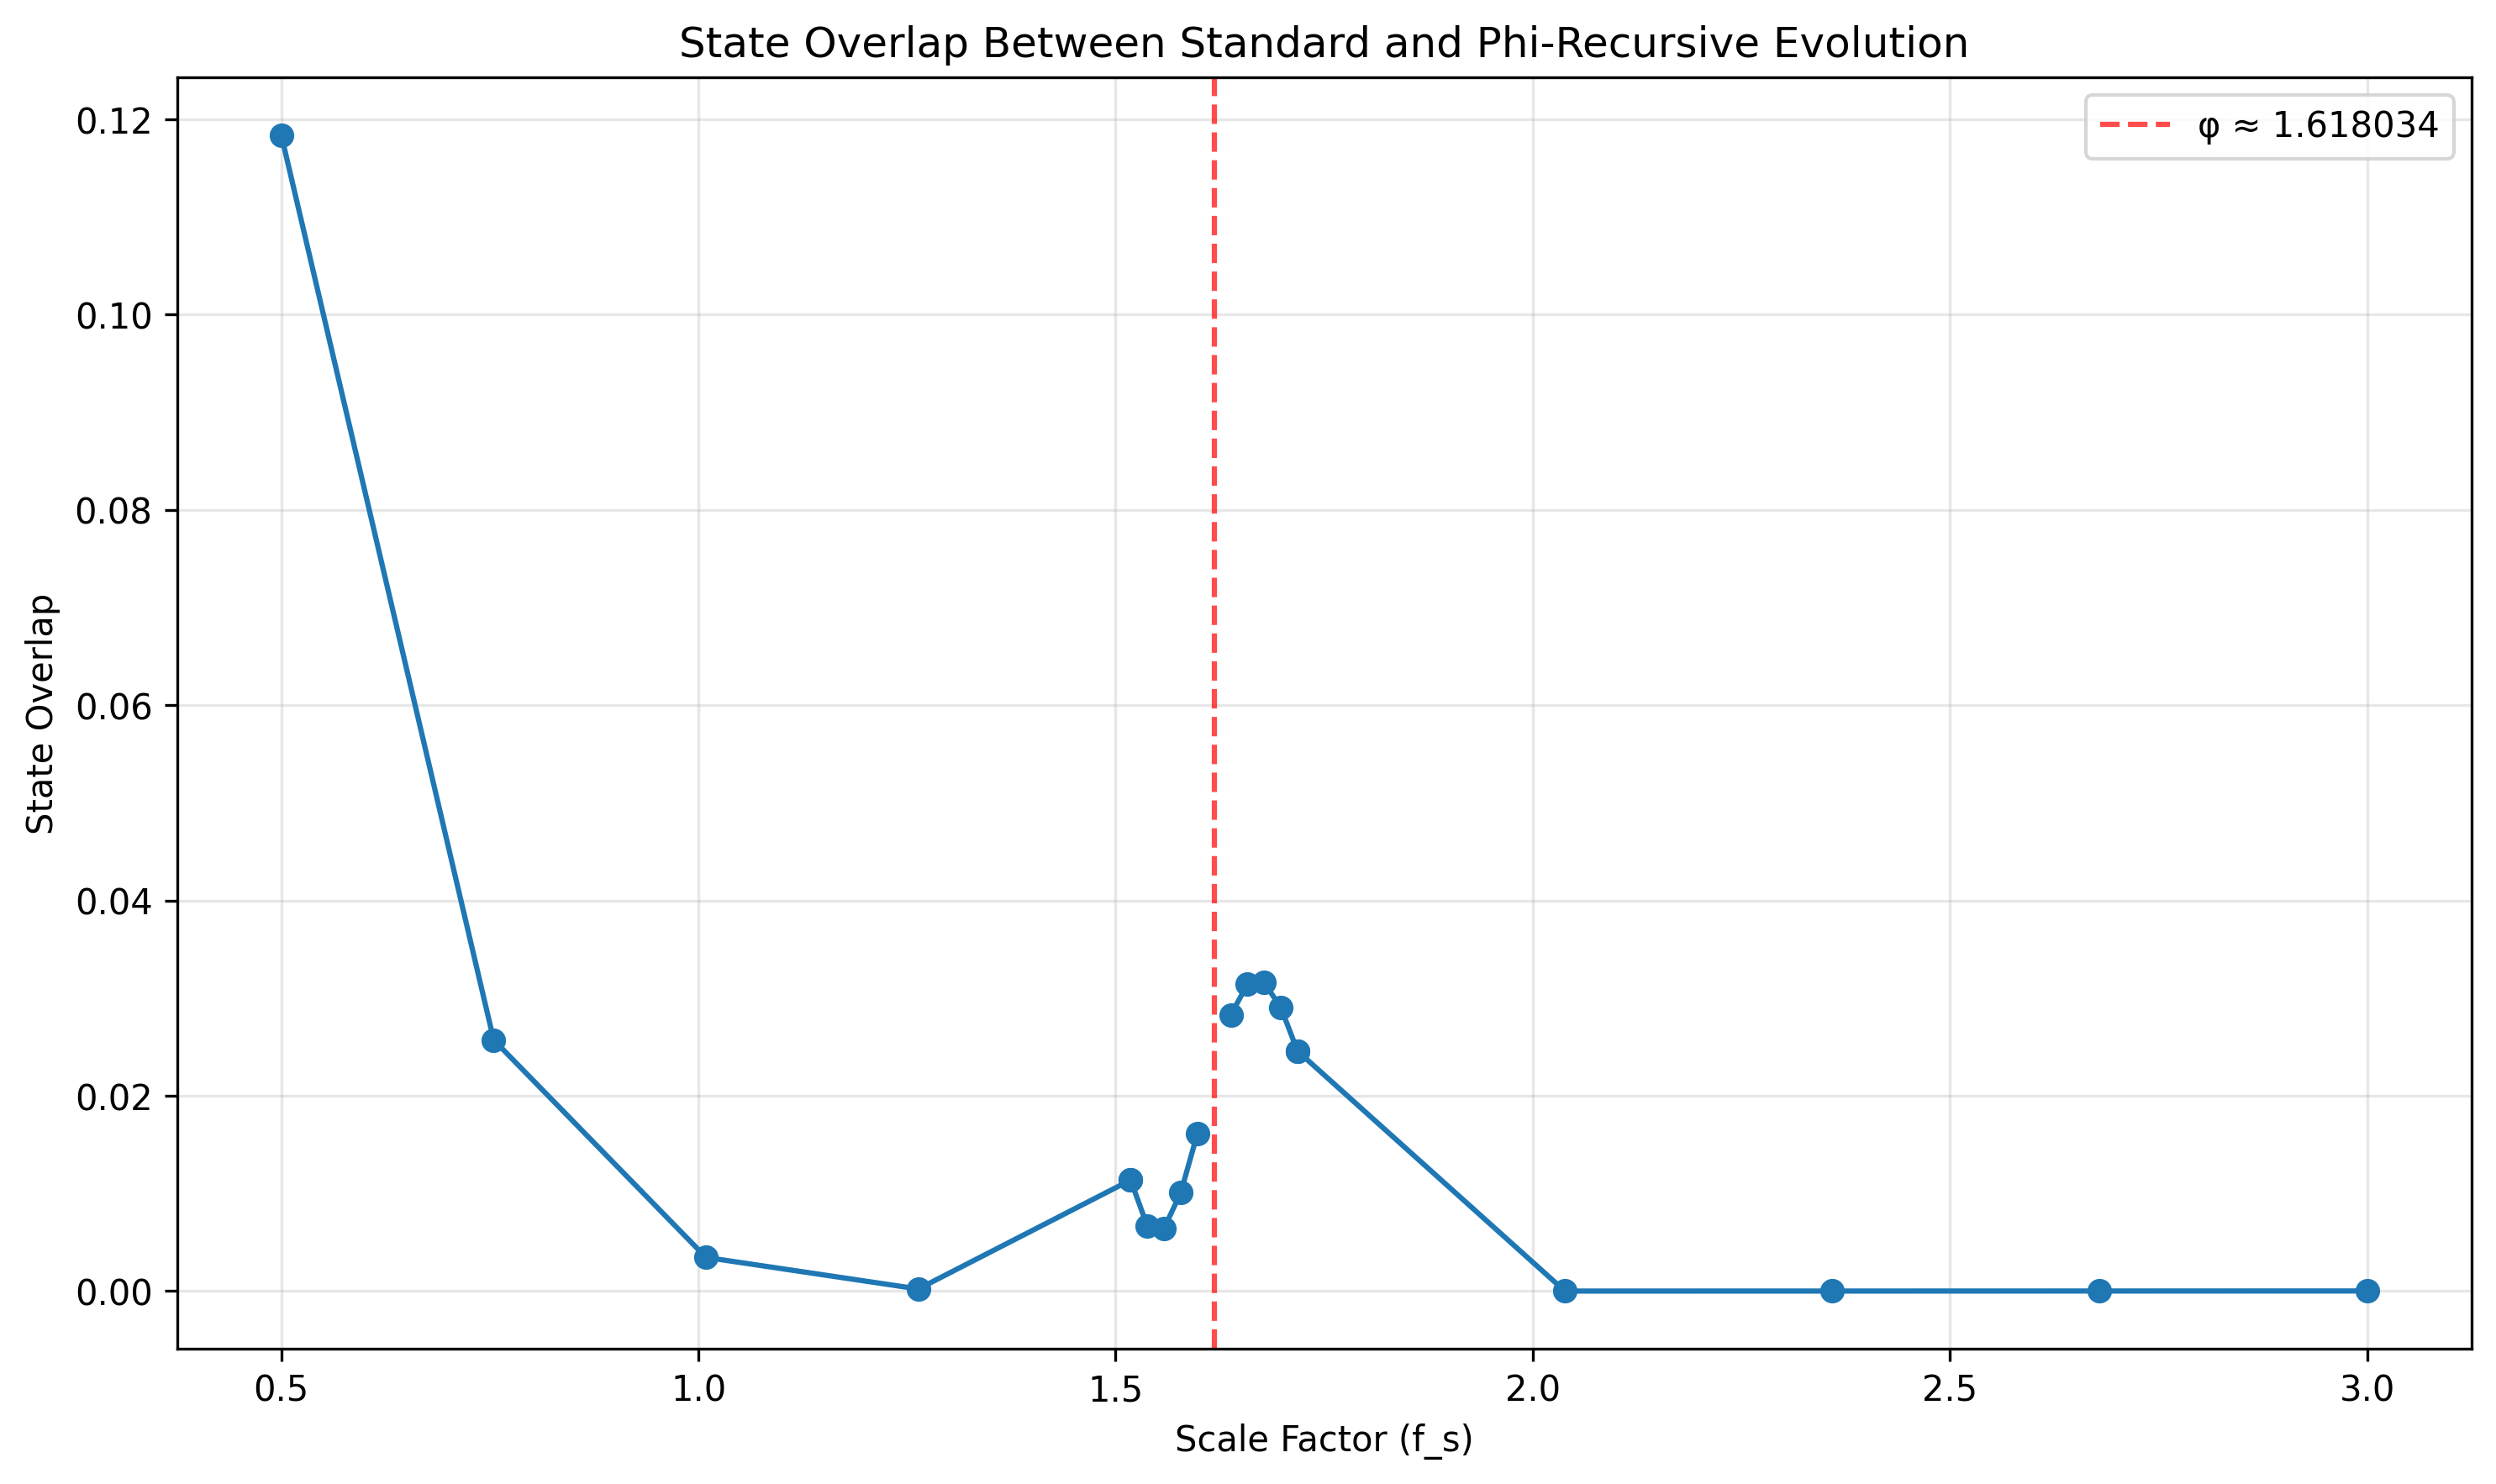 State Overlap Between Standard and Phi-Recursive Evolution
φ ≈ 1.618034
0.12
0.10
0.08
0.06
0.04
0.02
0.00
State Overlap
0.5 1.0 1.5 2.0 2.5 3.0
Scale Factor (f_s)